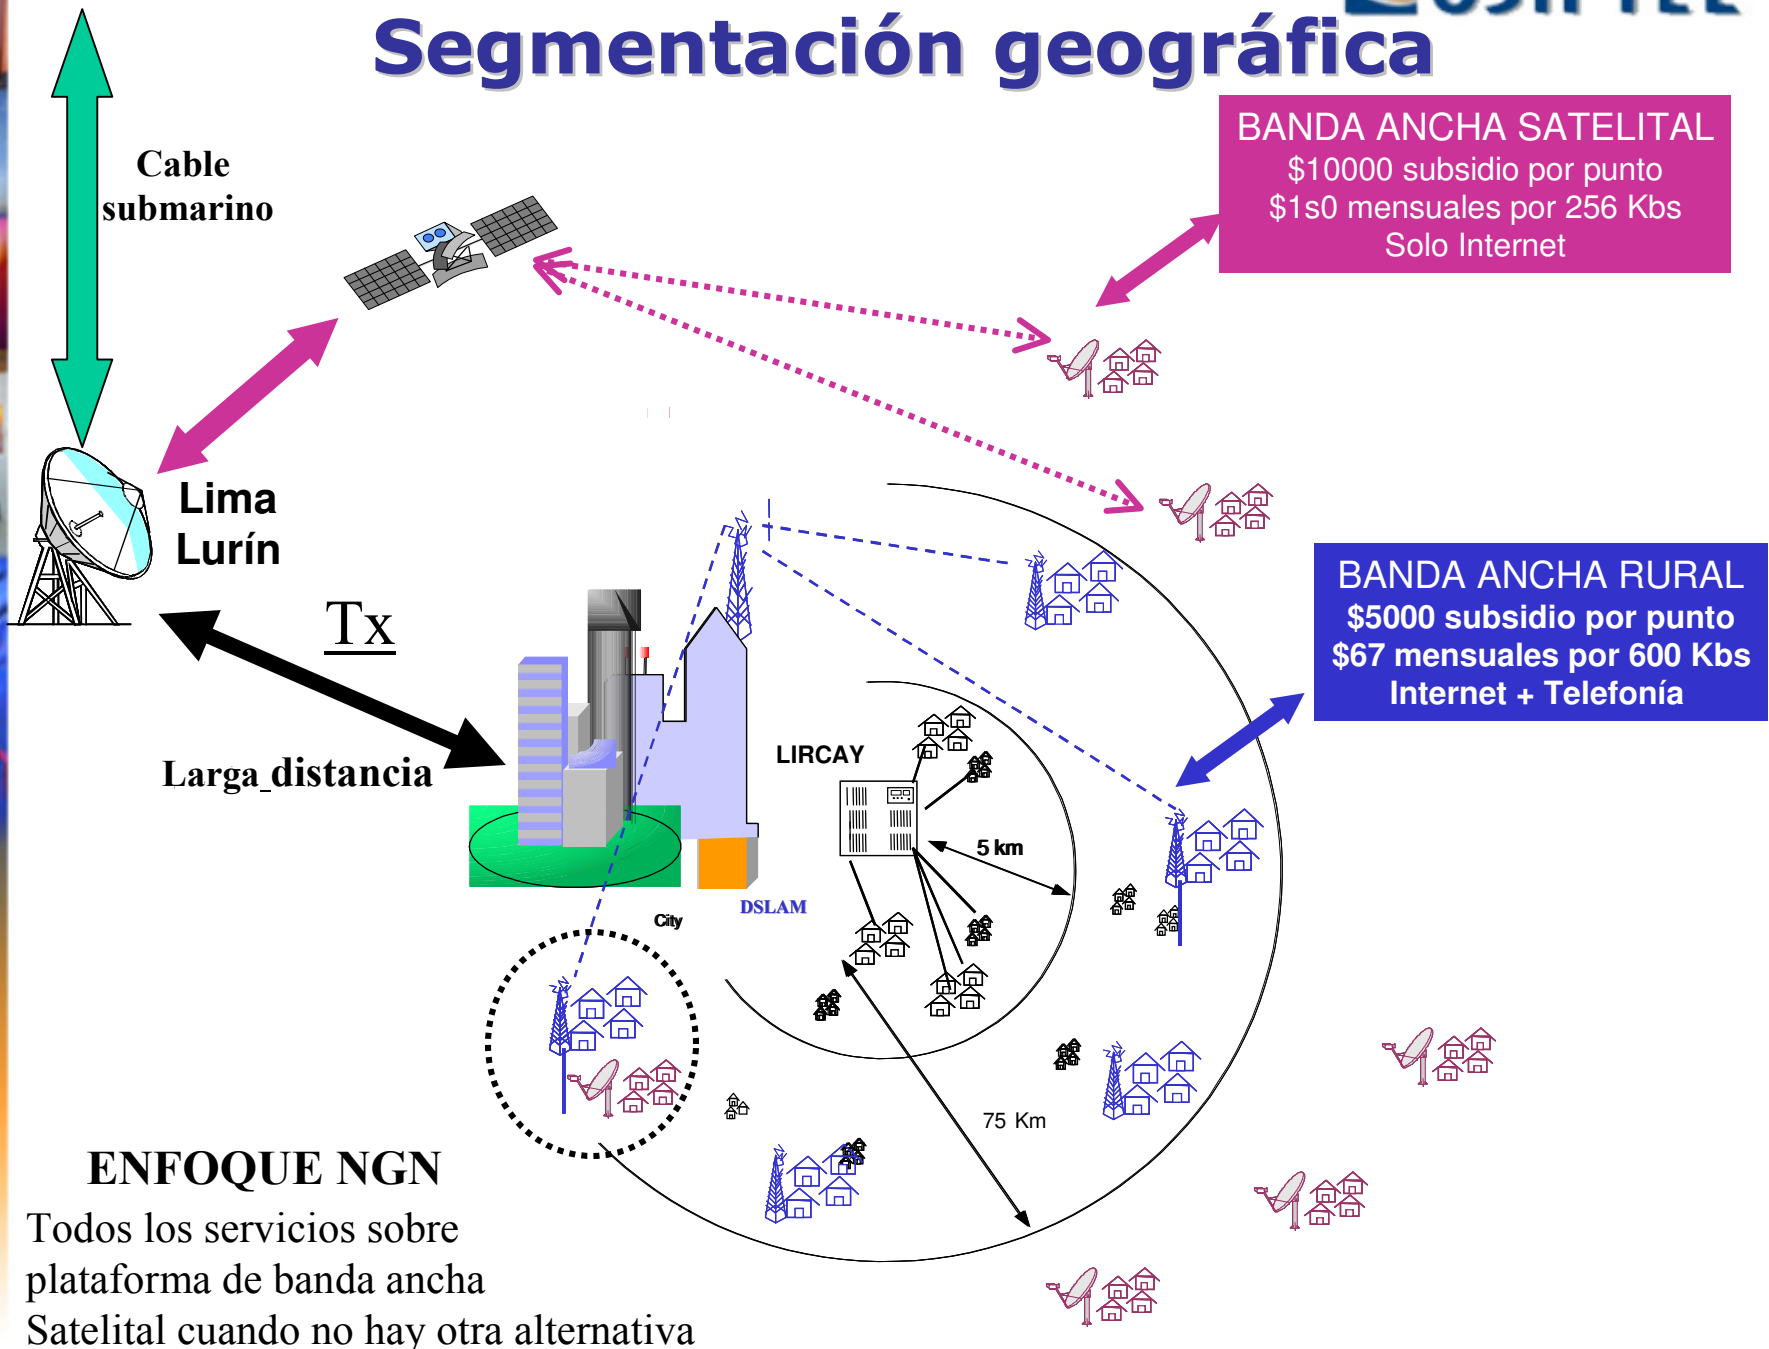 Segmentación geográfica
Cable
submarino
BANDA ANCHA SATELITAL
$10000 subsidio por punto
$1s0 mensuales por 256 Kbs
Solo Internet
Lima
Lurín
Tx
Larga distancia
BANDA ANCHA RURAL
$5000 subsidio por punto
$67 mensuales por 600 Kbs
Internet + Telefonía
LIRCAY
5 km
DSLAM
City
75 Km
ENFOQUE NGN
Todos los servicios sobre
plataforma de banda ancha
Satelital cuando no hay otra alternativa